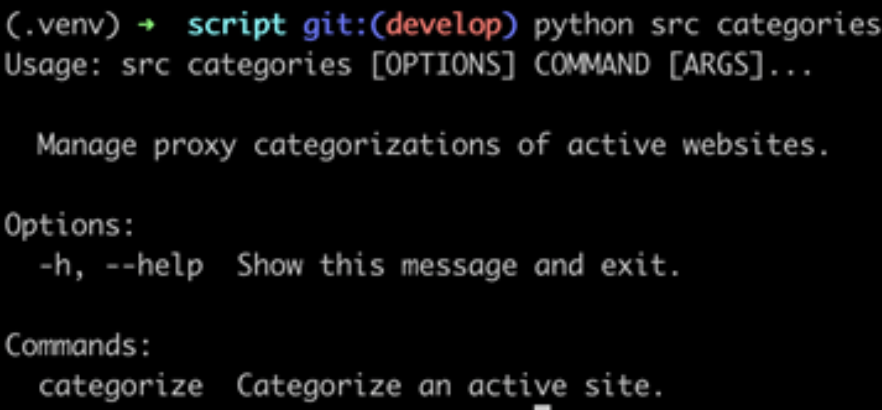 (.venv) → script git:(develop) python src categories
Usage: src categories [OPTIONS] COMMAND [ARGS]...
Manage proxy categorizations of active websites.
Options:
-h, --help  Show this message and exit.
Commands:
categorize  Categorize an active site.